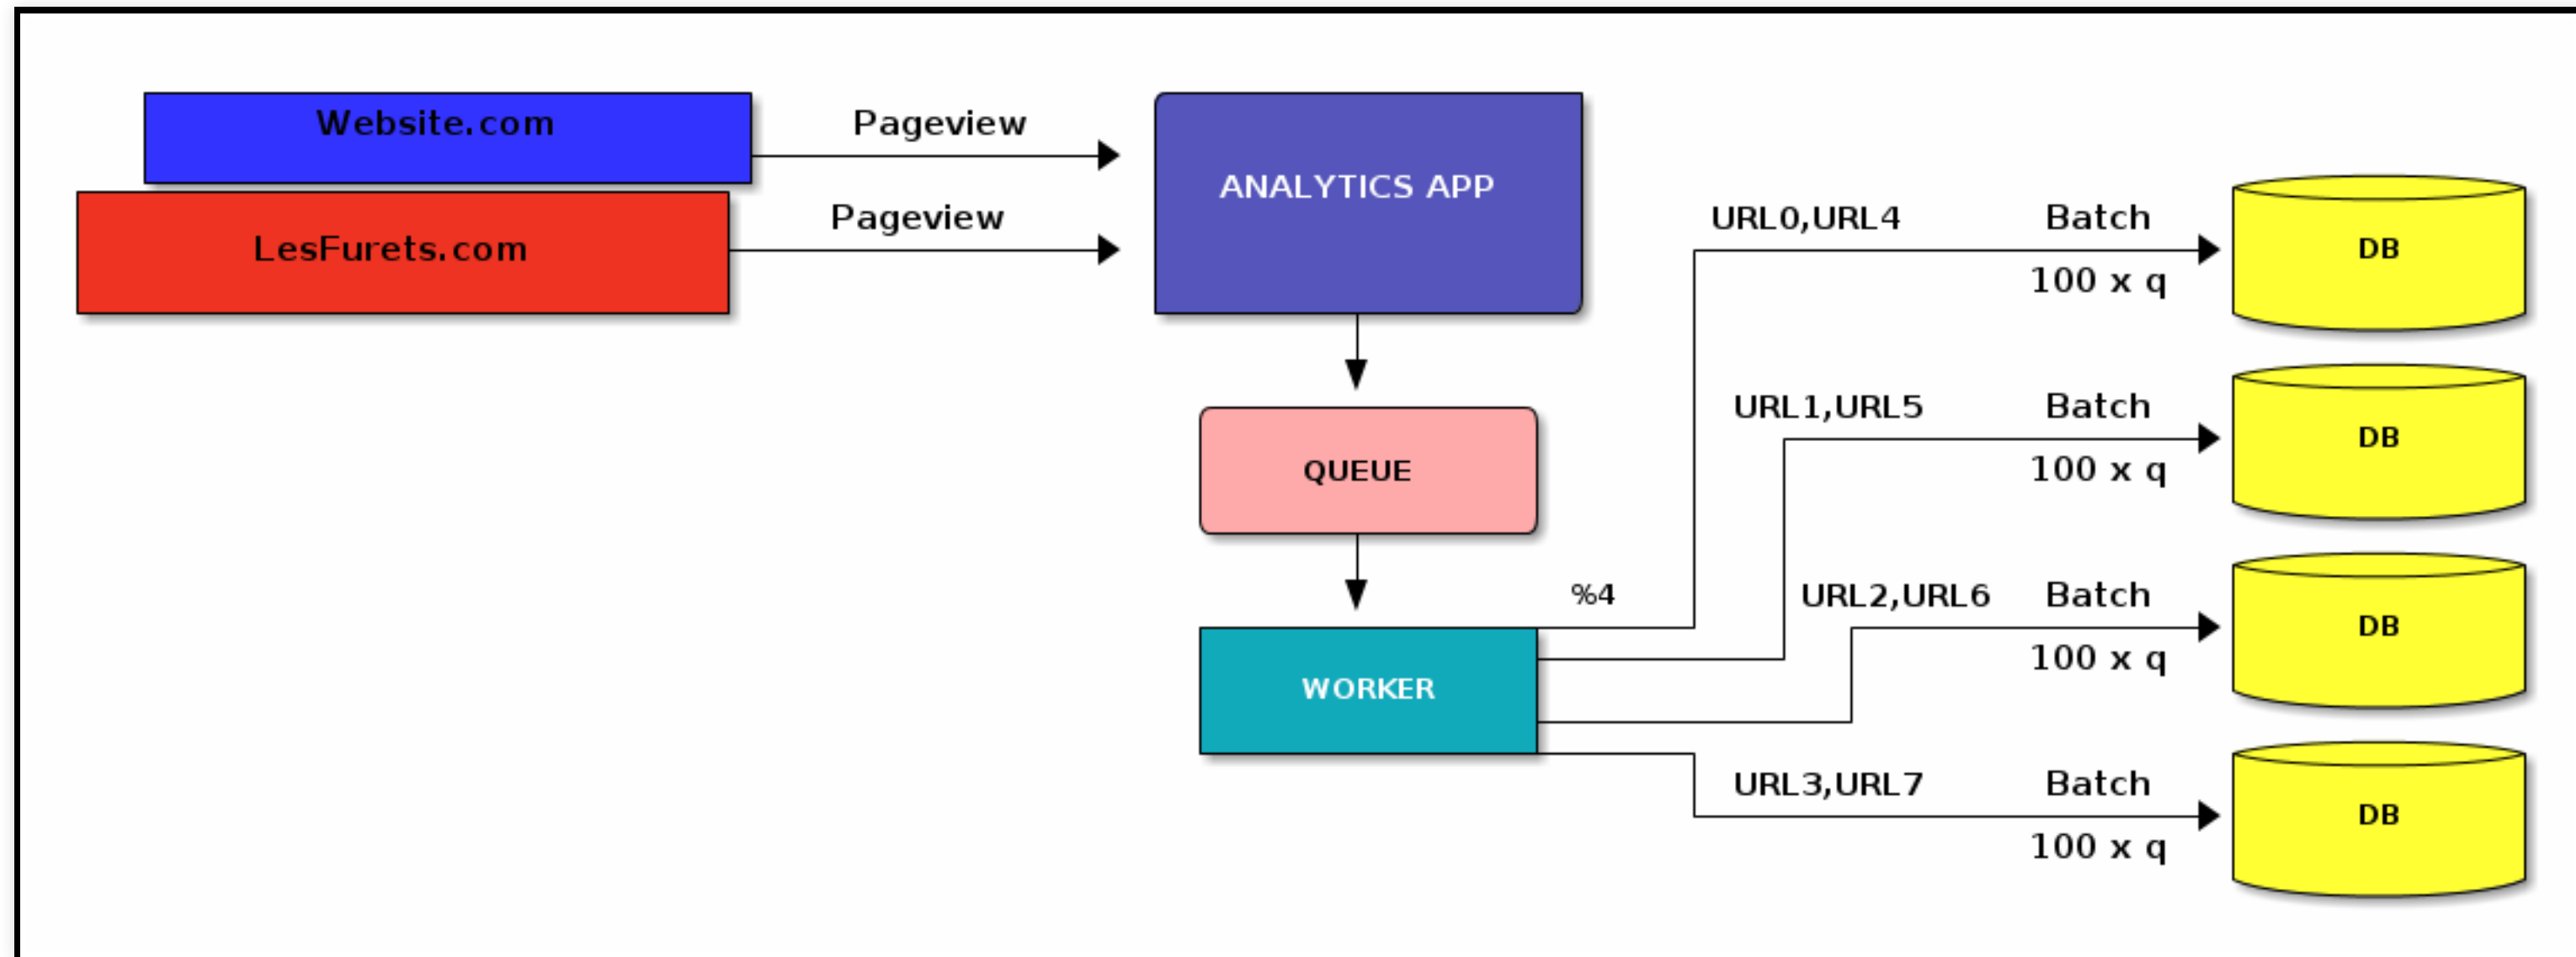 Website.com
Pageview
LesFurets.com
Pageview
ANALYTICS APP
QUEUE
WORKER
%4
URL0,URL4
Batch
100 x q
DB
URL1,URL5
Batch
100 x q
DB
URL2,URL6
Batch
100 x q
DB
URL3,URL7
Batch
100 x q
DB